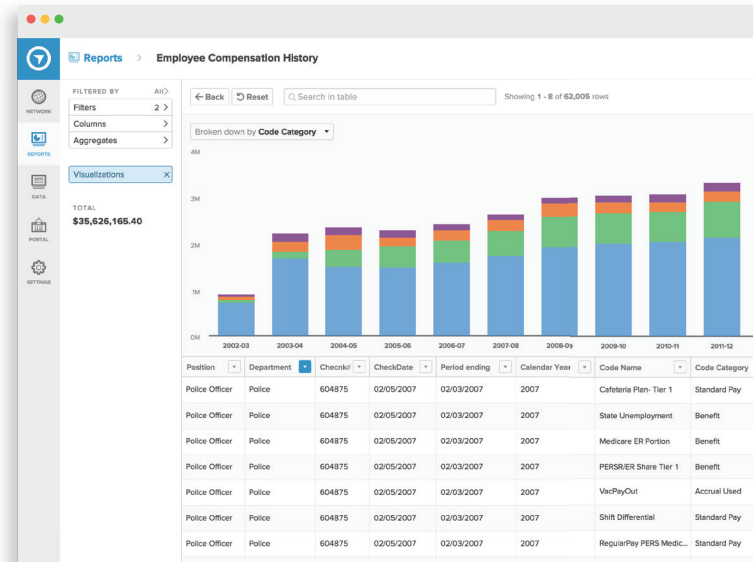 Reports > Employee Compensation History
NETWORK
REPORTS
DATA
PORTAL
SETTINGS
FILTERED BY All>
Filters 2 >
Columns >
Aggregates >
Visualizations ×
TOTAL
$35,626,165.40
← Back Reset Search in table Showing 1 - 8 of 62,005 rows
Broken down by Code Category
4M
3M
2M
1M
0M
2002-03 2003-04 2004-05 2005-06 2006-07 2007-08 2008-09 2009-10 2010-11 2011-12
Position Department Checnk# CheckDate Period ending Calendar Year Code Name Code Category
Police Officer Police 604875 02/05/2007 02/03/2007 2007 Cafeteria Plan- Tier 1 Standard Pay
Police Officer Police 604875 02/05/2007 02/03/2007 2007 State Unemployment Benefit
Police Officer Police 604875 02/05/2007 02/03/2007 2007 Medicare ER Portion Benefit
Police Officer Police 604875 02/05/2007 02/03/2007 2007 PERSR/ER Share Tier 1 Benefit
Police Officer Police 604875 02/05/2007 02/03/2007 2007 VacPayOut Accrual Used
Police Officer Police 604875 02/05/2007 02/03/2007 2007 Shift Differential Standard Pay
Police Officer Police 604875 02/05/2007 02/03/2007 2007 RegularPay PERS Medic... Standard Pay